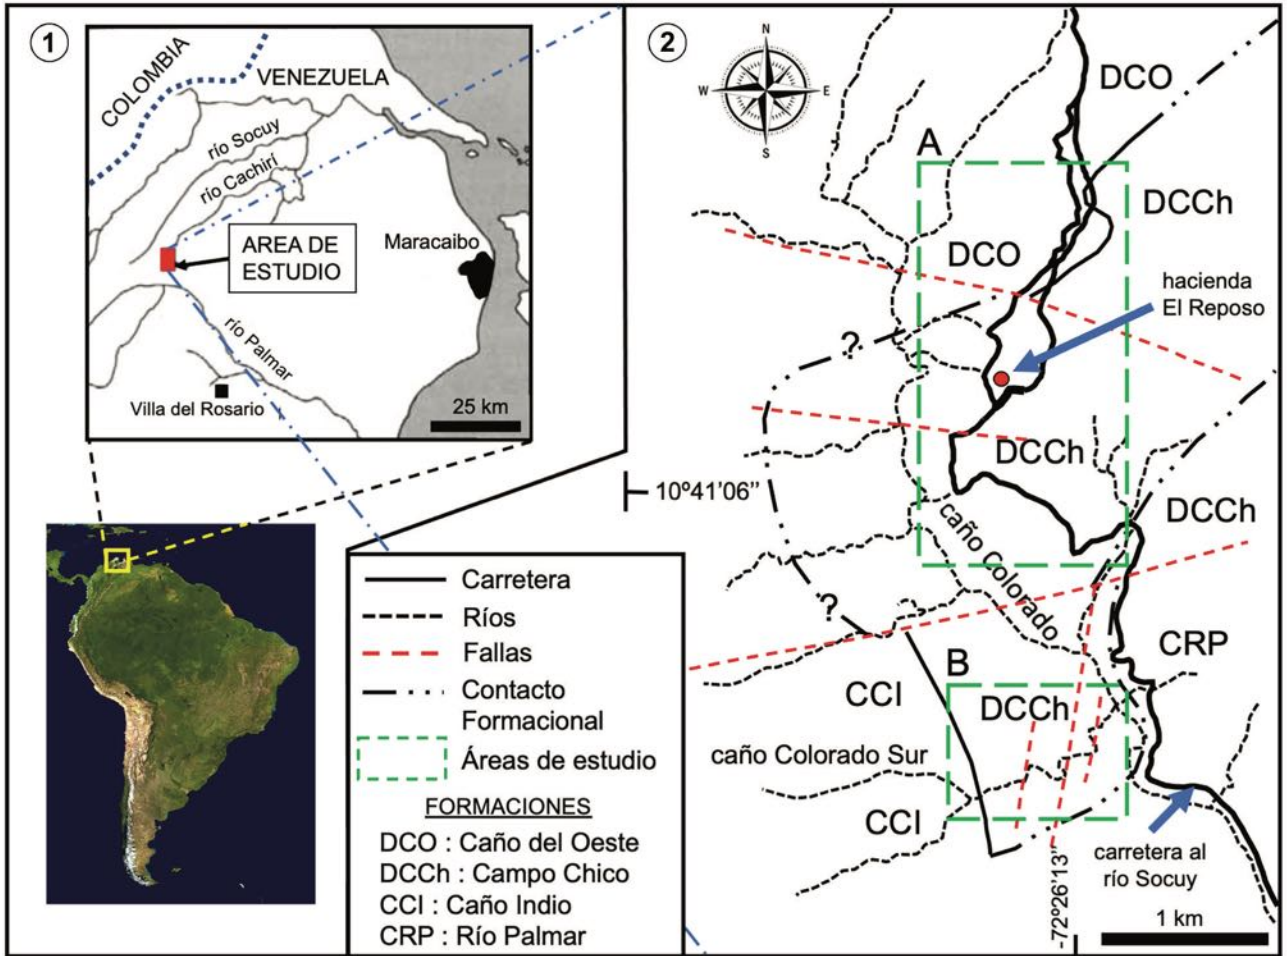 1
COLOMBIA
VENEZUELA
río Socuy
río Cachirí
AREA DE
ESTUDIO
Maracaibo
río Palmar
Villa del Rosario
25 km
2
N
W
E
S
DCO
A
DCCh
DCO
hacienda
El Reposo
?
DCCh
10º41'06"
DCCh
caño Colorado
?
CRP
B
CCI
DCCh
caño Colorado Sur
CCI
carretera al
río Socuy
-72º26'13"
1 km
Carretera
Ríos
Fallas
Contacto
Formacional
Áreas de estudio
FORMACIONES
DCO : Caño del Oeste
DCCh : Campo Chico
CCI : Caño Indio
CRP : Río Palmar